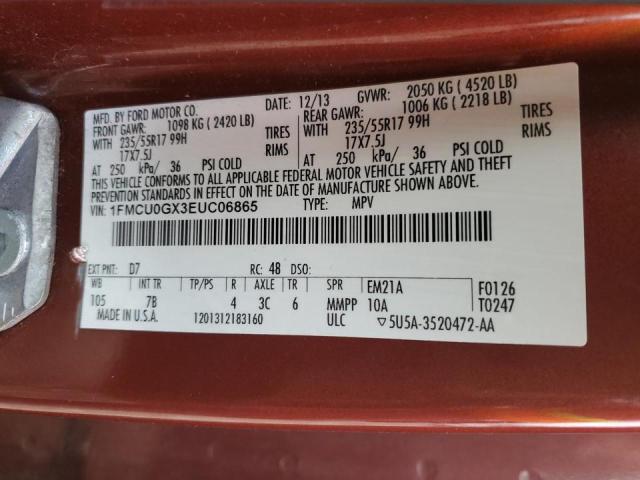 MFD. BY FORD MOTOR CO.
DATE: 12/13 GVWR: 2050 KG ( 4520 LB)
FRONT GAWR: 1098 KG ( 2420 LB) REAR GAWR: 1006 KG ( 2218 LB)
WITH 235/55R17 99H TIRES WITH 235/55R17 99H TIRES
17X7.5J RIMS 17X7.5J RIMS
AT 250 kPa/ 36 PSI COLD AT 250 kPa/ 36 PSI COLD
THIS VEHICLE CONFORMS TO ALL APPLICABLE FEDERAL MOTOR VEHICLE SAFETY AND THEFT
PREVENTION STANDARDS IN EFFECT ON THE DATE OF MANUFACTURE SHOWN ABOVE.
VIN: 1FMCU0GX3EUC06865 TYPE: MPV
EXT PNT: D7 RC: 48 DSO:
WB INT TR TP/PS R AXLE TR SPR EM21A F0126
105 7B 4 3C 6 MMPP 10A T0247
MADE IN U.S.A. 1201312183160 ULC ▽5U5A-3520472-AA